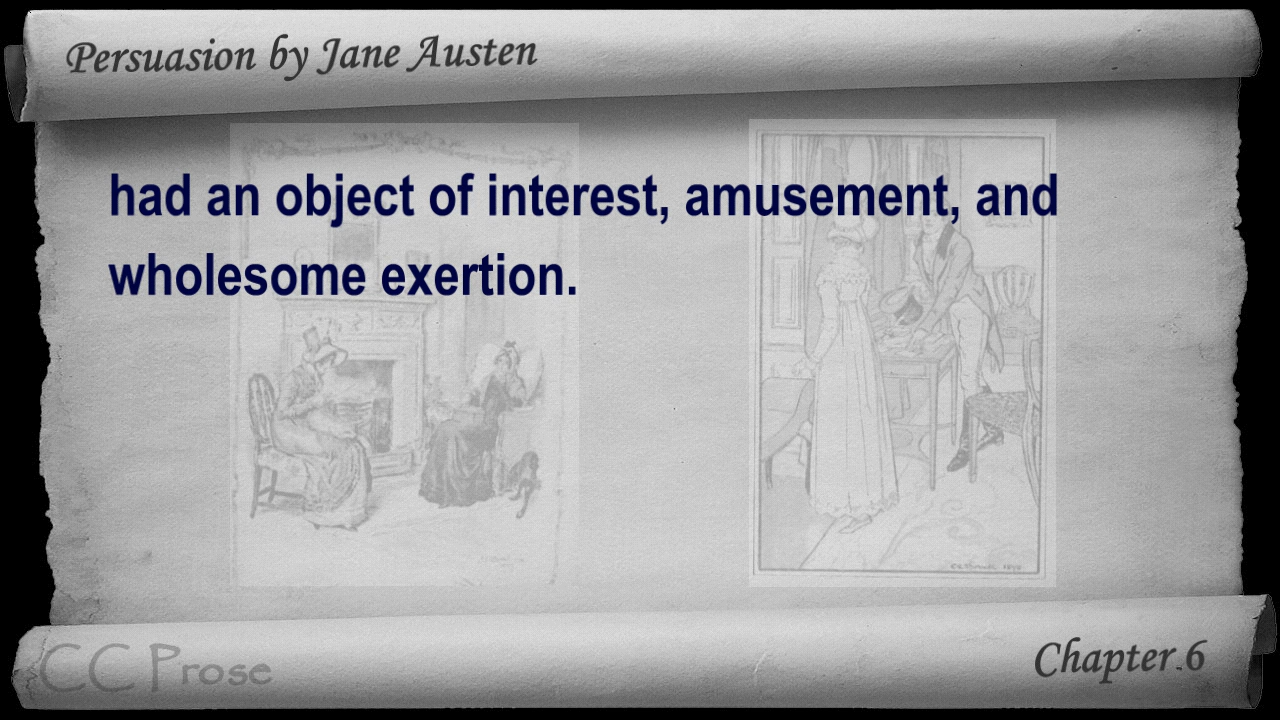 Persuasion by Jane Austen
had an object of interest, amusement, and
wholesome exertion.
CC Prose
Chapter 6